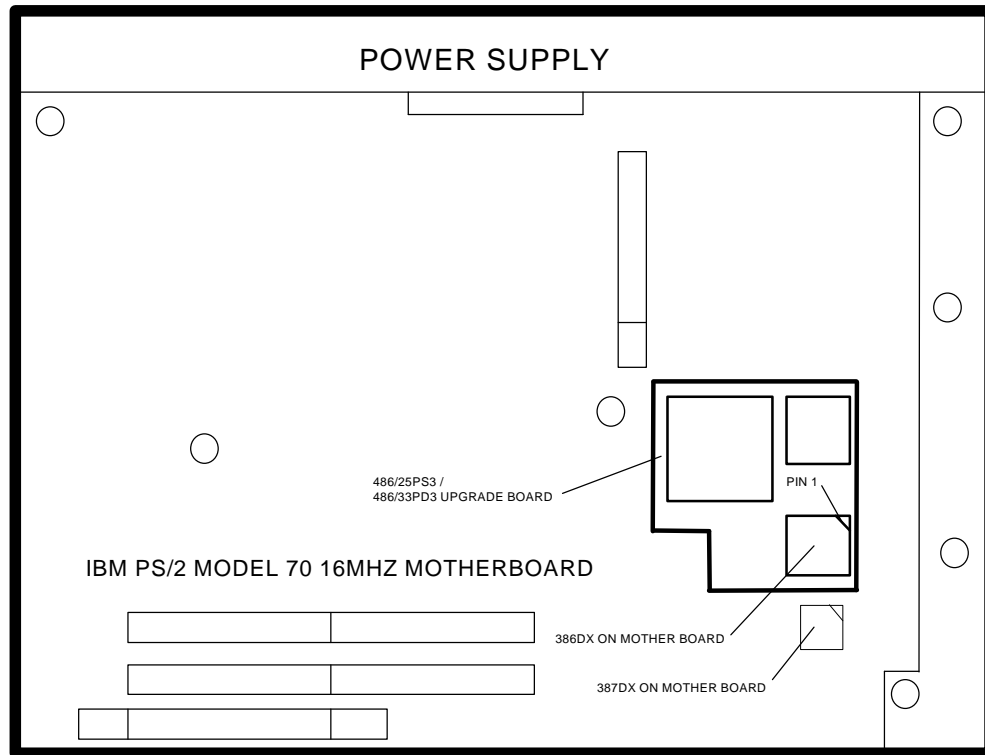 POWER SUPPLY
486/25PS3 /
486/33PD3 UPGRADE BOARD
PIN 1
IBM PS/2 MODEL 70 16MHZ MOTHERBOARD
386DX ON MOTHER BOARD
387DX ON MOTHER BOARD